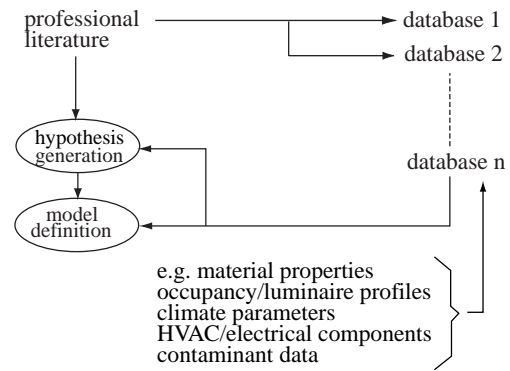 professional
literature
database 1
database 2
hypothesis
generation
database n
model
definition
e.g. material properties
occupancy/luminaire profiles
climate parameters
HVAC/electrical components
contaminant data